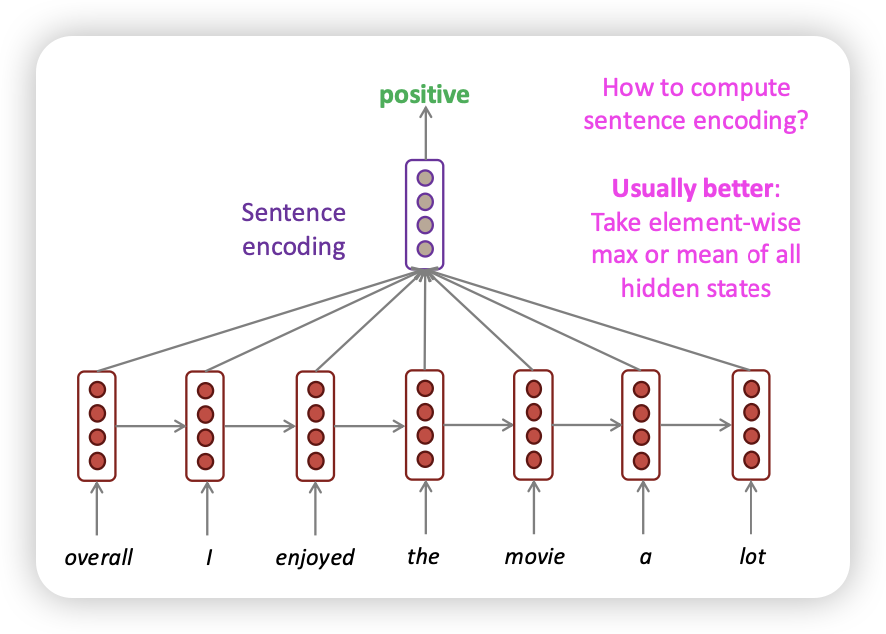 positive
How to compute
sentence encoding?
Usually better:
Take element-wise
max or mean of all
hidden states
Sentence
encoding
overall I enjoyed the movie a lot